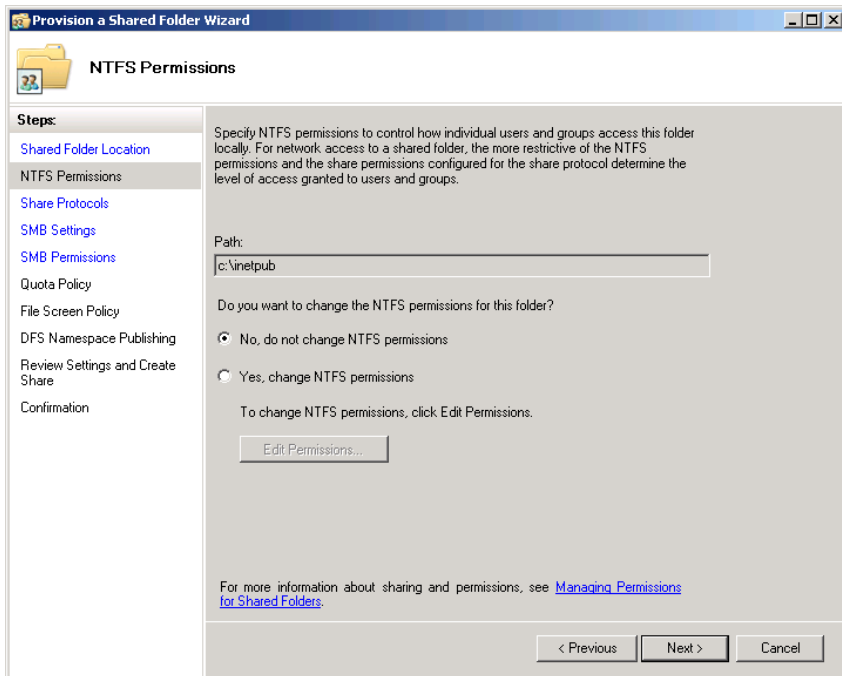 Provision a Shared Folder Wizard
NTFS Permissions
Steps:
Shared Folder Location
NTFS Permissions
Share Protocols
SMB Settings
SMB Permissions
Quota Policy
File Screen Policy
DFS Namespace Publishing
Review Settings and Create
Share
Confirmation
Specify NTFS permissions to control how individual users and groups access this folder
locally. For network access to a shared folder, the more restrictive of the NTFS
permissions and the share permissions configured for the share protocol determine the
level of access granted to users and groups.
Path:
c:\inetpub
Do you want to change the NTFS permissions for this folder?
No, do not change NTFS permissions
Yes, change NTFS permissions
To change NTFS permissions, click Edit Permissions.
Edit Permissions...
For more information about sharing and permissions, see Managing Permissions
for Shared Folders.
< Previous
Next >
Cancel